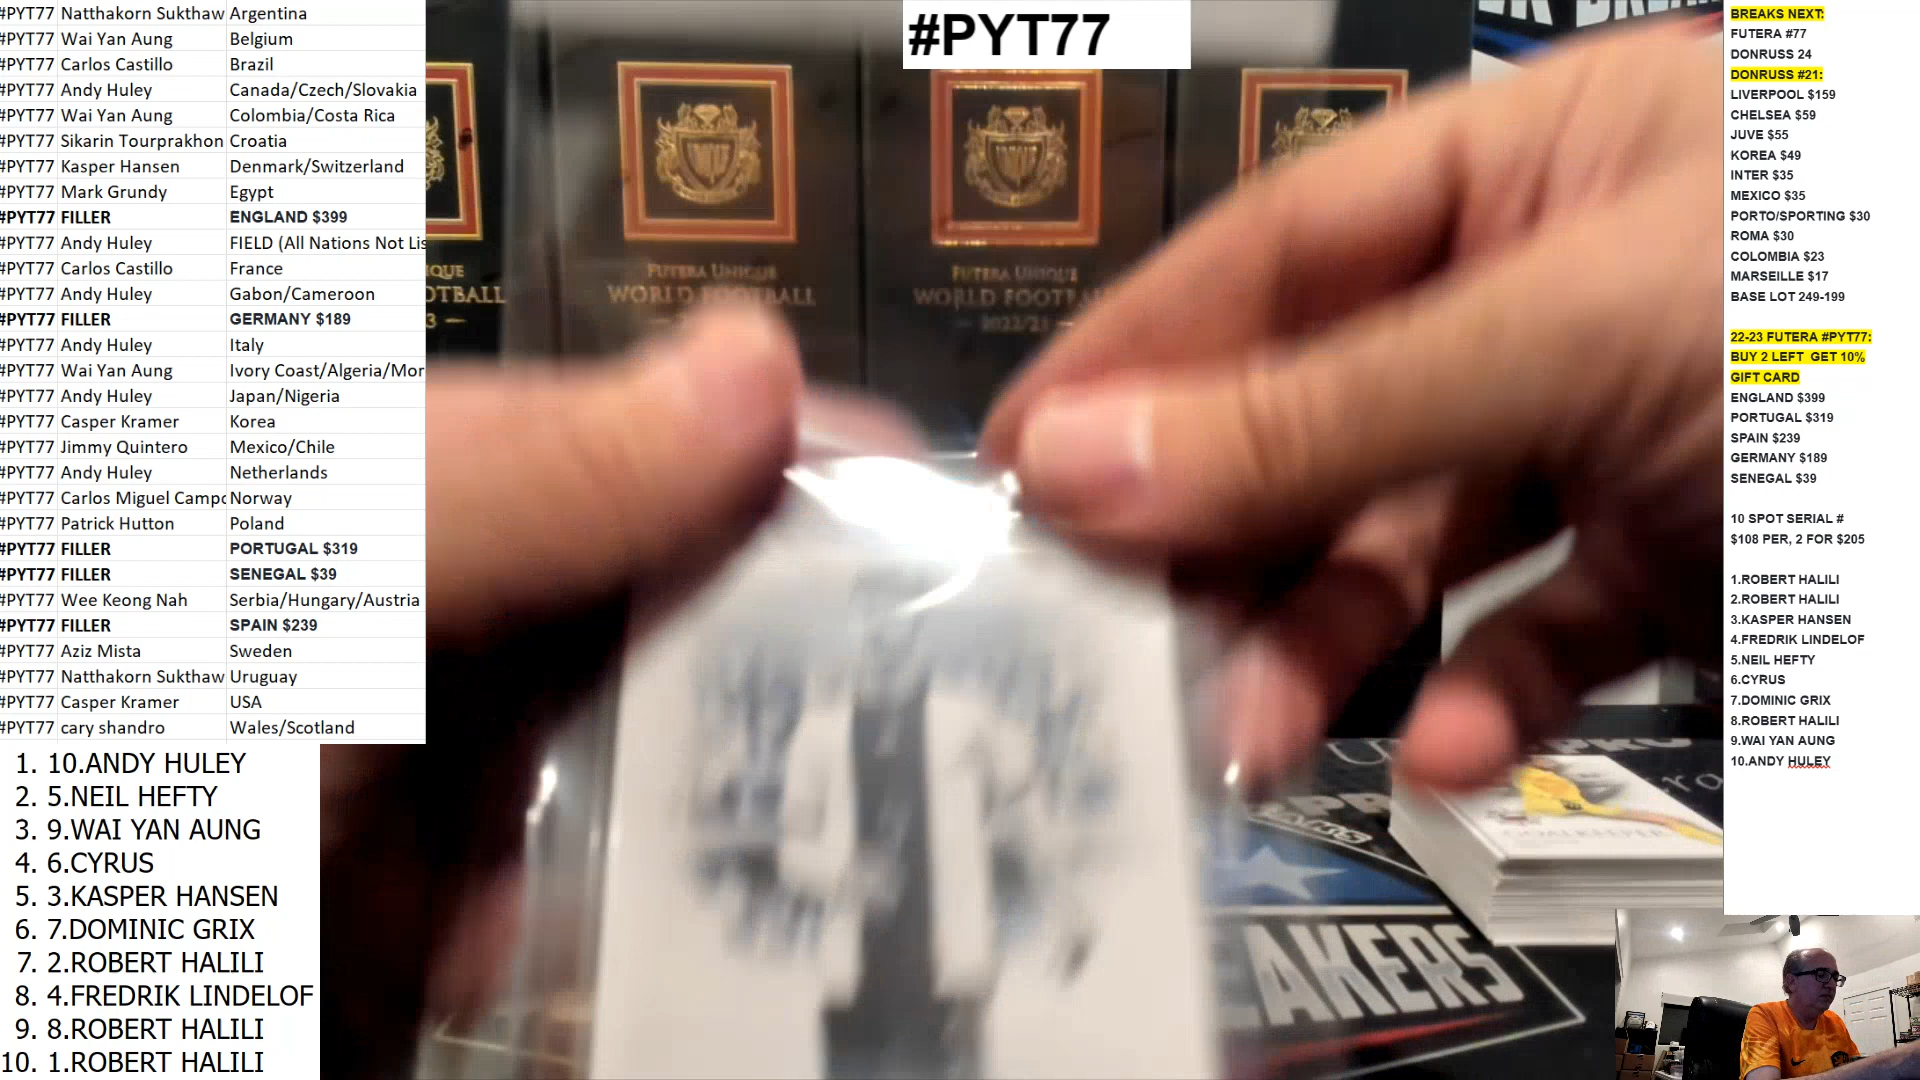 #PYT77 Natthakorn Sukthaw Argentina
#PYT77 Wai Yan Aung Belgium
#PYT77 Carlos Castillo Brazil
#PYT77 Andy Huley Canada/Czech/Slovakia
#PYT77 Wai Yan Aung Colombia/Costa Rica
#PYT77 Sikarin Tourprakhon Croatia
#PYT77 Kasper Hansen Denmark/Switzerland
#PYT77 Mark Grundy Egypt
#PYT77 FILLER ENGLAND $399
#PYT77 Andy Huley FIELD (All Nations Not Lis
#PYT77 Carlos Castillo France
#PYT77 Andy Huley Gabon/Cameroon
#PYT77 FILLER GERMANY $189
#PYT77 Andy Huley Italy
#PYT77 Wai Yan Aung Ivory Coast/Algeria/Mor
#PYT77 Andy Huley Japan/Nigeria
#PYT77 Casper Kramer Korea
#PYT77 Jimmy Quintero Mexico/Chile
#PYT77 Andy Huley Netherlands
#PYT77 Carlos Miguel Campo Norway
#PYT77 Patrick Hutton Poland
#PYT77 FILLER PORTUGAL $319
#PYT77 FILLER SENEGAL $39
#PYT77 Wee Keong Nah Serbia/Hungary/Austria
#PYT77 FILLER SPAIN $239
#PYT77 Aziz Mista Sweden
#PYT77 Natthakorn Sukthaw Uruguay
#PYT77 Casper Kramer USA
#PYT77 cary shandro Wales/Scotland
1. 10.ANDY HULEY
2. 5.NEIL HEFTY
3. 9.WAI YAN AUNG
4. 6.CYRUS
5. 3.KASPER HANSEN
6. 7.DOMINIC GRIX
7. 2.ROBERT HALILI
8. 4.FREDRIK LINDELOF
9. 8.ROBERT HALILI
10. 1.ROBERT HALILI
#PYT77
FUTERA UNIQUE
WORLD FOOTBALL
FUTERA UNIQUE
WORLD FOOTBALL
2022/23
GOALKEEPER
BREAKS NEXT:
FUTERA #77
DONRUSS 24
DONRUSS #21:
LIVERPOOL $159
CHELSEA $59
JUVE $55
KOREA $49
INTER $35
MEXICO $35
PORTO/SPORTING $30
ROMA $30
COLOMBIA $23
MARSEILLE $17
BASE LOT 249-199
22-23 FUTERA #PYT77:
BUY 2 LEFT GET 10%
GIFT CARD
ENGLAND $399
PORTUGAL $319
SPAIN $239
GERMANY $189
SENEGAL $39
10 SPOT SERIAL #
$108 PER, 2 FOR $205
1.ROBERT HALILI
2.ROBERT HALILI
3.KASPER HANSEN
4.FREDRIK LINDELOF
5.NEIL HEFTY
6.CYRUS
7.DOMINIC GRIX
8.ROBERT HALILI
9.WAI YAN AUNG
10.ANDY HULEY